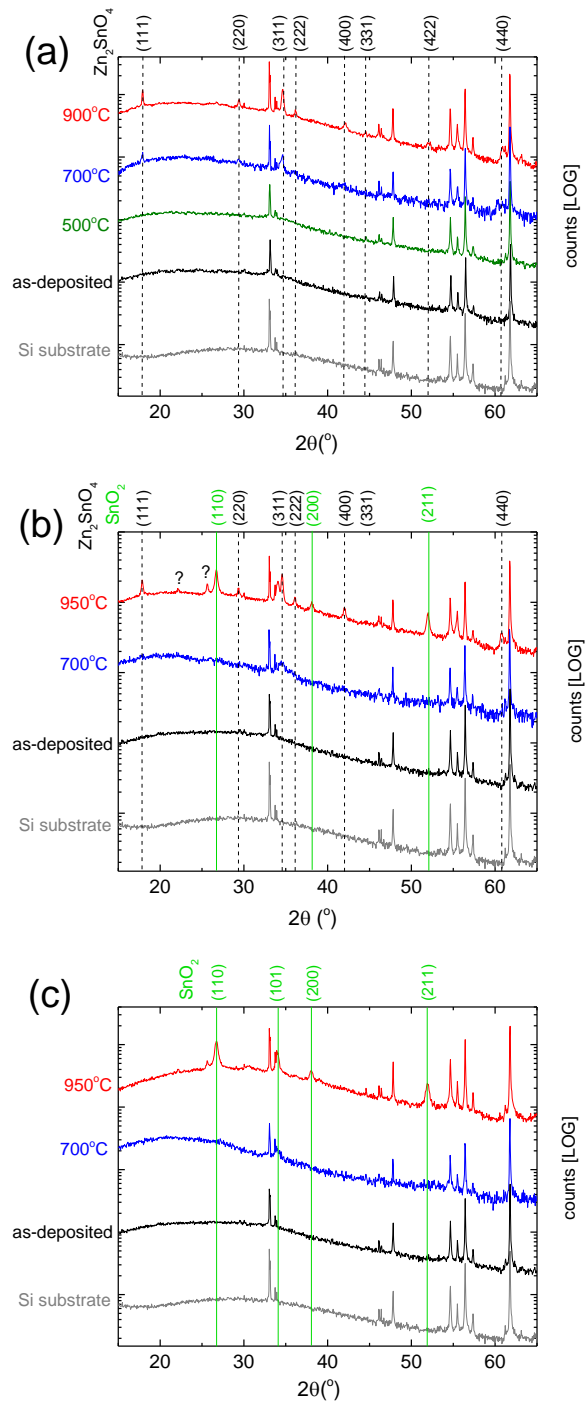 (a)
Zn₂SnO₄
(111)
(220)
(311)
(222)
(400)
(331)
(422)
(440)
900°C
700°C
500°C
as-deposited
Si substrate
counts [LOG]
20 30 40 50 60
2θ(°)
(b)
Zn₂SnO₄
SnO₂
(111)
(110)
(220)
(311)
(222)
(200)
(400)
(331)
(211)
(440)
? ?
950°C
700°C
as-deposited
Si substrate
counts [LOG]
20 30 40 50 60
2θ (°)
(c)
SnO₂
(110)
(101)
(200)
(211)
950°C
700°C
as-deposited
Si substrate
counts [LOG]
20 30 40 50 60
2θ(°)